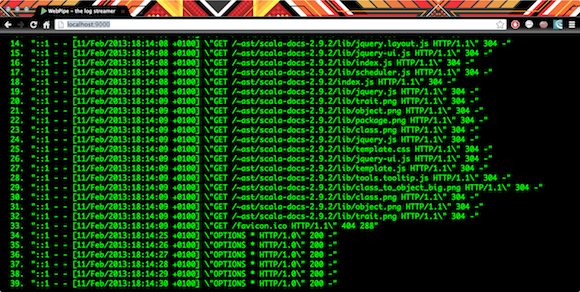 WebPipe – the log streamer
localhost:9000
14. "::1 - - [11/Feb/2013:18:14:08 +0100] \"GET /~ast/scala-docs-2.9.2/lib/jquery.layout.js HTTP/1.1\" 304 -"
15. "::1 - - [11/Feb/2013:18:14:08 +0100] \"GET /~ast/scala-docs-2.9.2/lib/jquery-ui.js HTTP/1.1\" 304 -"
16. "::1 - - [11/Feb/2013:18:14:08 +0100] \"GET /~ast/scala-docs-2.9.2/lib/index.js HTTP/1.1\" 304 -"
17. "::1 - - [11/Feb/2013:18:14:08 +0100] \"GET /~ast/scala-docs-2.9.2/lib/scheduler.js HTTP/1.1\" 304 -"
18. "::1 - - [11/Feb/2013:18:14:08 +0100] \"GET /~ast/scala-docs-2.9.2/index.js HTTP/1.1\" 304 -"
19. "::1 - - [11/Feb/2013:18:14:08 +0100] \"GET /~ast/scala-docs-2.9.2/lib/jquery.js HTTP/1.1\" 304 -"
20. "::1 - - [11/Feb/2013:18:14:09 +0100] \"GET /~ast/scala-docs-2.9.2/lib/trait.png HTTP/1.1\" 304 -"
21. "::1 - - [11/Feb/2013:18:14:09 +0100] \"GET /~ast/scala-docs-2.9.2/lib/object.png HTTP/1.1\" 304 -"
22. "::1 - - [11/Feb/2013:18:14:09 +0100] \"GET /~ast/scala-docs-2.9.2/lib/package.png HTTP/1.1\" 304 -"
23. "::1 - - [11/Feb/2013:18:14:09 +0100] \"GET /~ast/scala-docs-2.9.2/lib/class.png HTTP/1.1\" 304 -"
24. "::1 - - [11/Feb/2013:18:14:09 +0100] \"GET /~ast/scala-docs-2.9.2/lib/jquery.js HTTP/1.1\" 304 -"
25. "::1 - - [11/Feb/2013:18:14:09 +0100] \"GET /~ast/scala-docs-2.9.2/lib/template.css HTTP/1.1\" 304 -"
26. "::1 - - [11/Feb/2013:18:14:09 +0100] \"GET /~ast/scala-docs-2.9.2/lib/jquery-ui.js HTTP/1.1\" 304 -"
27. "::1 - - [11/Feb/2013:18:14:09 +0100] \"GET /~ast/scala-docs-2.9.2/lib/template.js HTTP/1.1\" 304 -"
28. "::1 - - [11/Feb/2013:18:14:09 +0100] \"GET /~ast/scala-docs-2.9.2/lib/tools.tooltip.js HTTP/1.1\" 304 -"
29. "::1 - - [11/Feb/2013:18:14:09 +0100] \"GET /~ast/scala-docs-2.9.2/lib/class_to_object_big.png HTTP/1.1\" 304 -"
30. "::1 - - [11/Feb/2013:18:14:09 +0100] \"GET /~ast/scala-docs-2.9.2/lib/class.png HTTP/1.1\" 304 -"
31. "::1 - - [11/Feb/2013:18:14:09 +0100] \"GET /~ast/scala-docs-2.9.2/lib/object.png HTTP/1.1\" 304 -"
32. "::1 - - [11/Feb/2013:18:14:09 +0100] \"GET /~ast/scala-docs-2.9.2/lib/trait.png HTTP/1.1\" 304 -"
33. "::1 - - [11/Feb/2013:18:14:09 +0100] \"GET /favicon.ico HTTP/1.1\" 404 288"
34. "::1 - - [11/Feb/2013:18:14:25 +0100] \"OPTIONS * HTTP/1.0\" 200 -"
35. "::1 - - [11/Feb/2013:18:14:26 +0100] \"OPTIONS * HTTP/1.0\" 200 -"
36. "::1 - - [11/Feb/2013:18:14:27 +0100] \"OPTIONS * HTTP/1.0\" 200 -"
37. "::1 - - [11/Feb/2013:18:14:28 +0100] \"OPTIONS * HTTP/1.0\" 200 -"
38. "::1 - - [11/Feb/2013:18:14:29 +0100] \"OPTIONS * HTTP/1.0\" 200 -"
39. "::1 - - [11/Feb/2013:18:14:30 +0100] \"OPTIONS * HTTP/1.0\" 200 -"